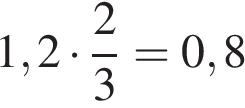 1,2 · 2/3 = 0,8